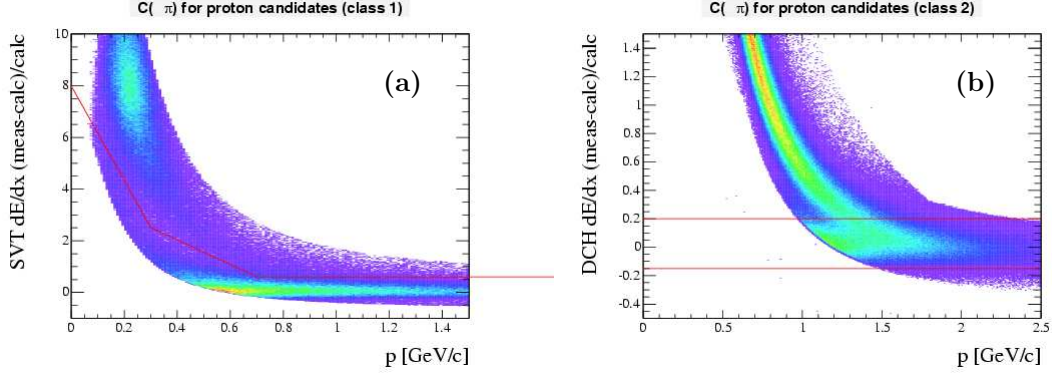 C( π) for proton candidates (class 1)
SVT dE/dx (meas-calc)/calc
10
8
6
4
2
0
(a)
0 0.2 0.4 0.6 0.8 1 1.2 1.4
p [GeV/c]
C( π) for proton candidates (class 2)
DCH dE/dx (meas-calc)/calc
1.4
1.2
1
0.8
0.6
0.4
0.2
0
-0.2
-0.4
(b)
0 0.5 1 1.5 2 2.5
p [GeV/c]